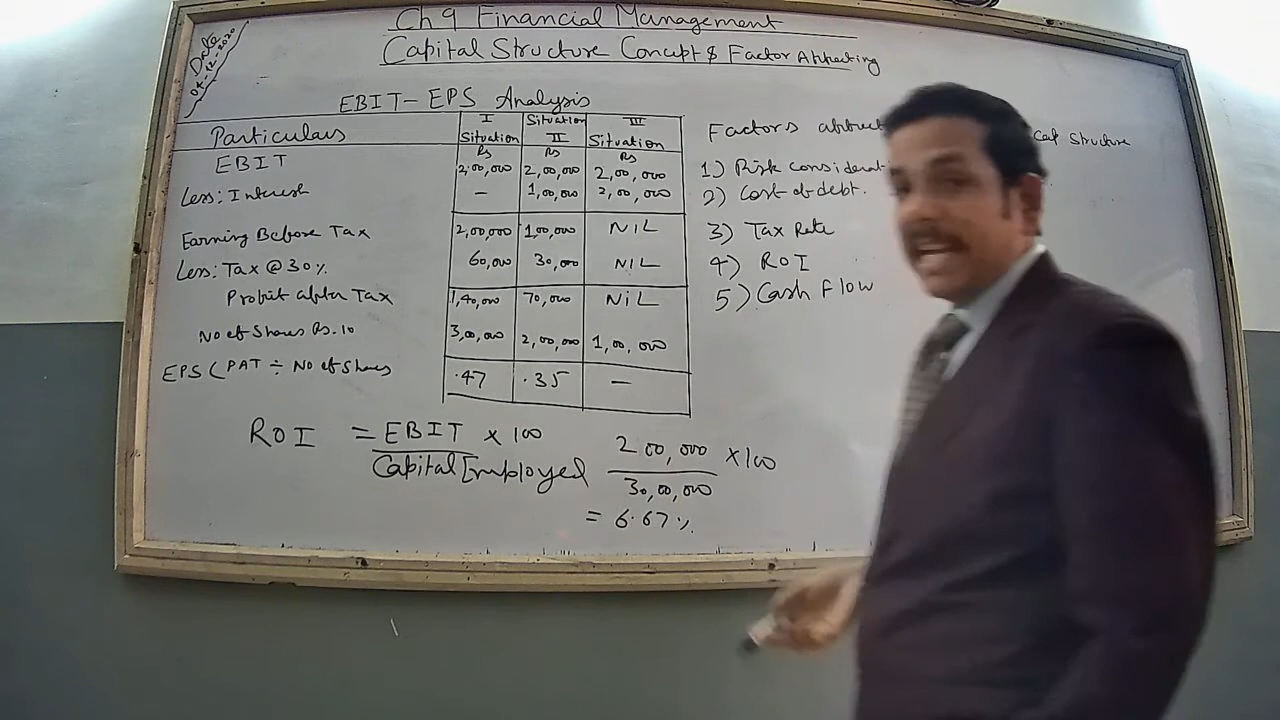 Ch 9 Financial Management
Capital Structure Concept & Factor Affecting
Date
04-12-2020
EBIT-EPS Analysis
Particulars I Situation Situation II III Situation
Rs Rs Rs
EBIT 2,00,000 2,00,000 2,00,000
Less: Interest — 1,00,000 2,00,000
Earning Before Tax 2,00,000 1,00,000 NIL
Less: Tax @ 30% 60,000 30,000 NIL
Profit after Tax 1,40,000 70,000 NiL
No of Shares Rs. 10 3,00,000 2,00,000 1,00,000
EPS (PAT ÷ No of Shares .47 .35 —
ROI = EBIT × 100
Capital Employed
200,000 × 100
30,00,000
= 6.67%
Factors Cap Structure
1) Risk
2) Cost of debt.
3) Tax Rate
4) ROI
5) Cash Flow